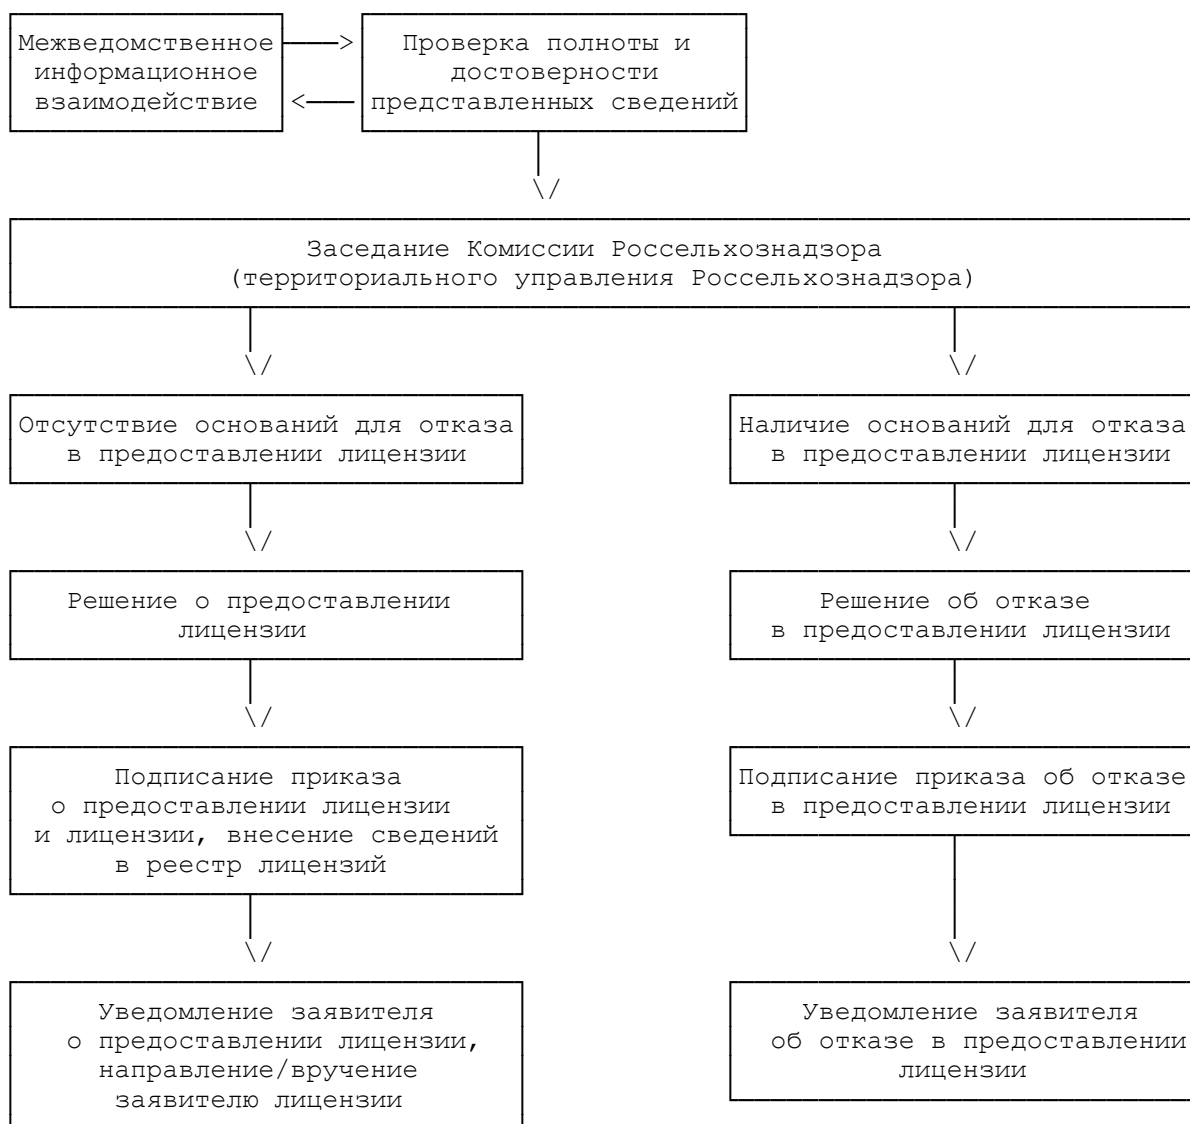 Межведомственное
информационное
взаимодействие
Проверка полноты и
достоверности
представленных сведений
Заседание Комиссии Россельхознадзора
(территориального управления Россельхознадзора)
Отсутствие оснований для отказа
в предоставлении лицензии
Наличие оснований для отказа
в предоставлении лицензии
Решение о предоставлении
лицензии
Решение об отказе
в предоставлении лицензии
Подписание приказа
о предоставлении лицензии
и лицензии, внесение сведений
в реестр лицензий
Подписание приказа об отказе
в предоставлении лицензии
Уведомление заявителя
о предоставлении лицензии,
направление/вручение
заявителю лицензии
Уведомление заявителя
об отказе в предоставлении
лицензии